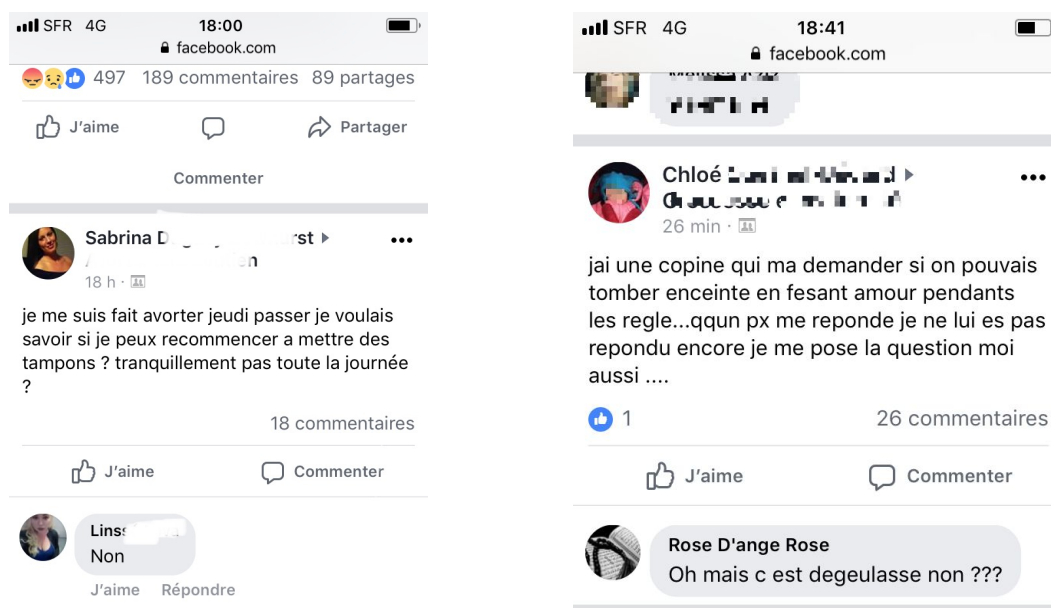 SFR 4G 18:00
facebook.com
497 189 commentaires 89 partages
J'aime Partager
Commenter
Sabrina
18 h ·
je me suis fait avorter jeudi passer je voulais
savoir si je peux recommencer a mettre des
tampons ? tranquillement pas toute la journée
?
18 commentaires
J'aime Commenter
Non
J'aime Répondre
SFR 4G 18:41
facebook.com
Chloé
26 min ·
jai une copine qui ma demander si on pouvais
tomber enceinte en fesant amour pendants
les regle...qqun px me reponde je ne lui es pas
repondu encore je me pose la question moi
aussi ....
1 26 commentaires
J'aime Commenter
Rose D'ange Rose
Oh mais c est degeulasse non ???